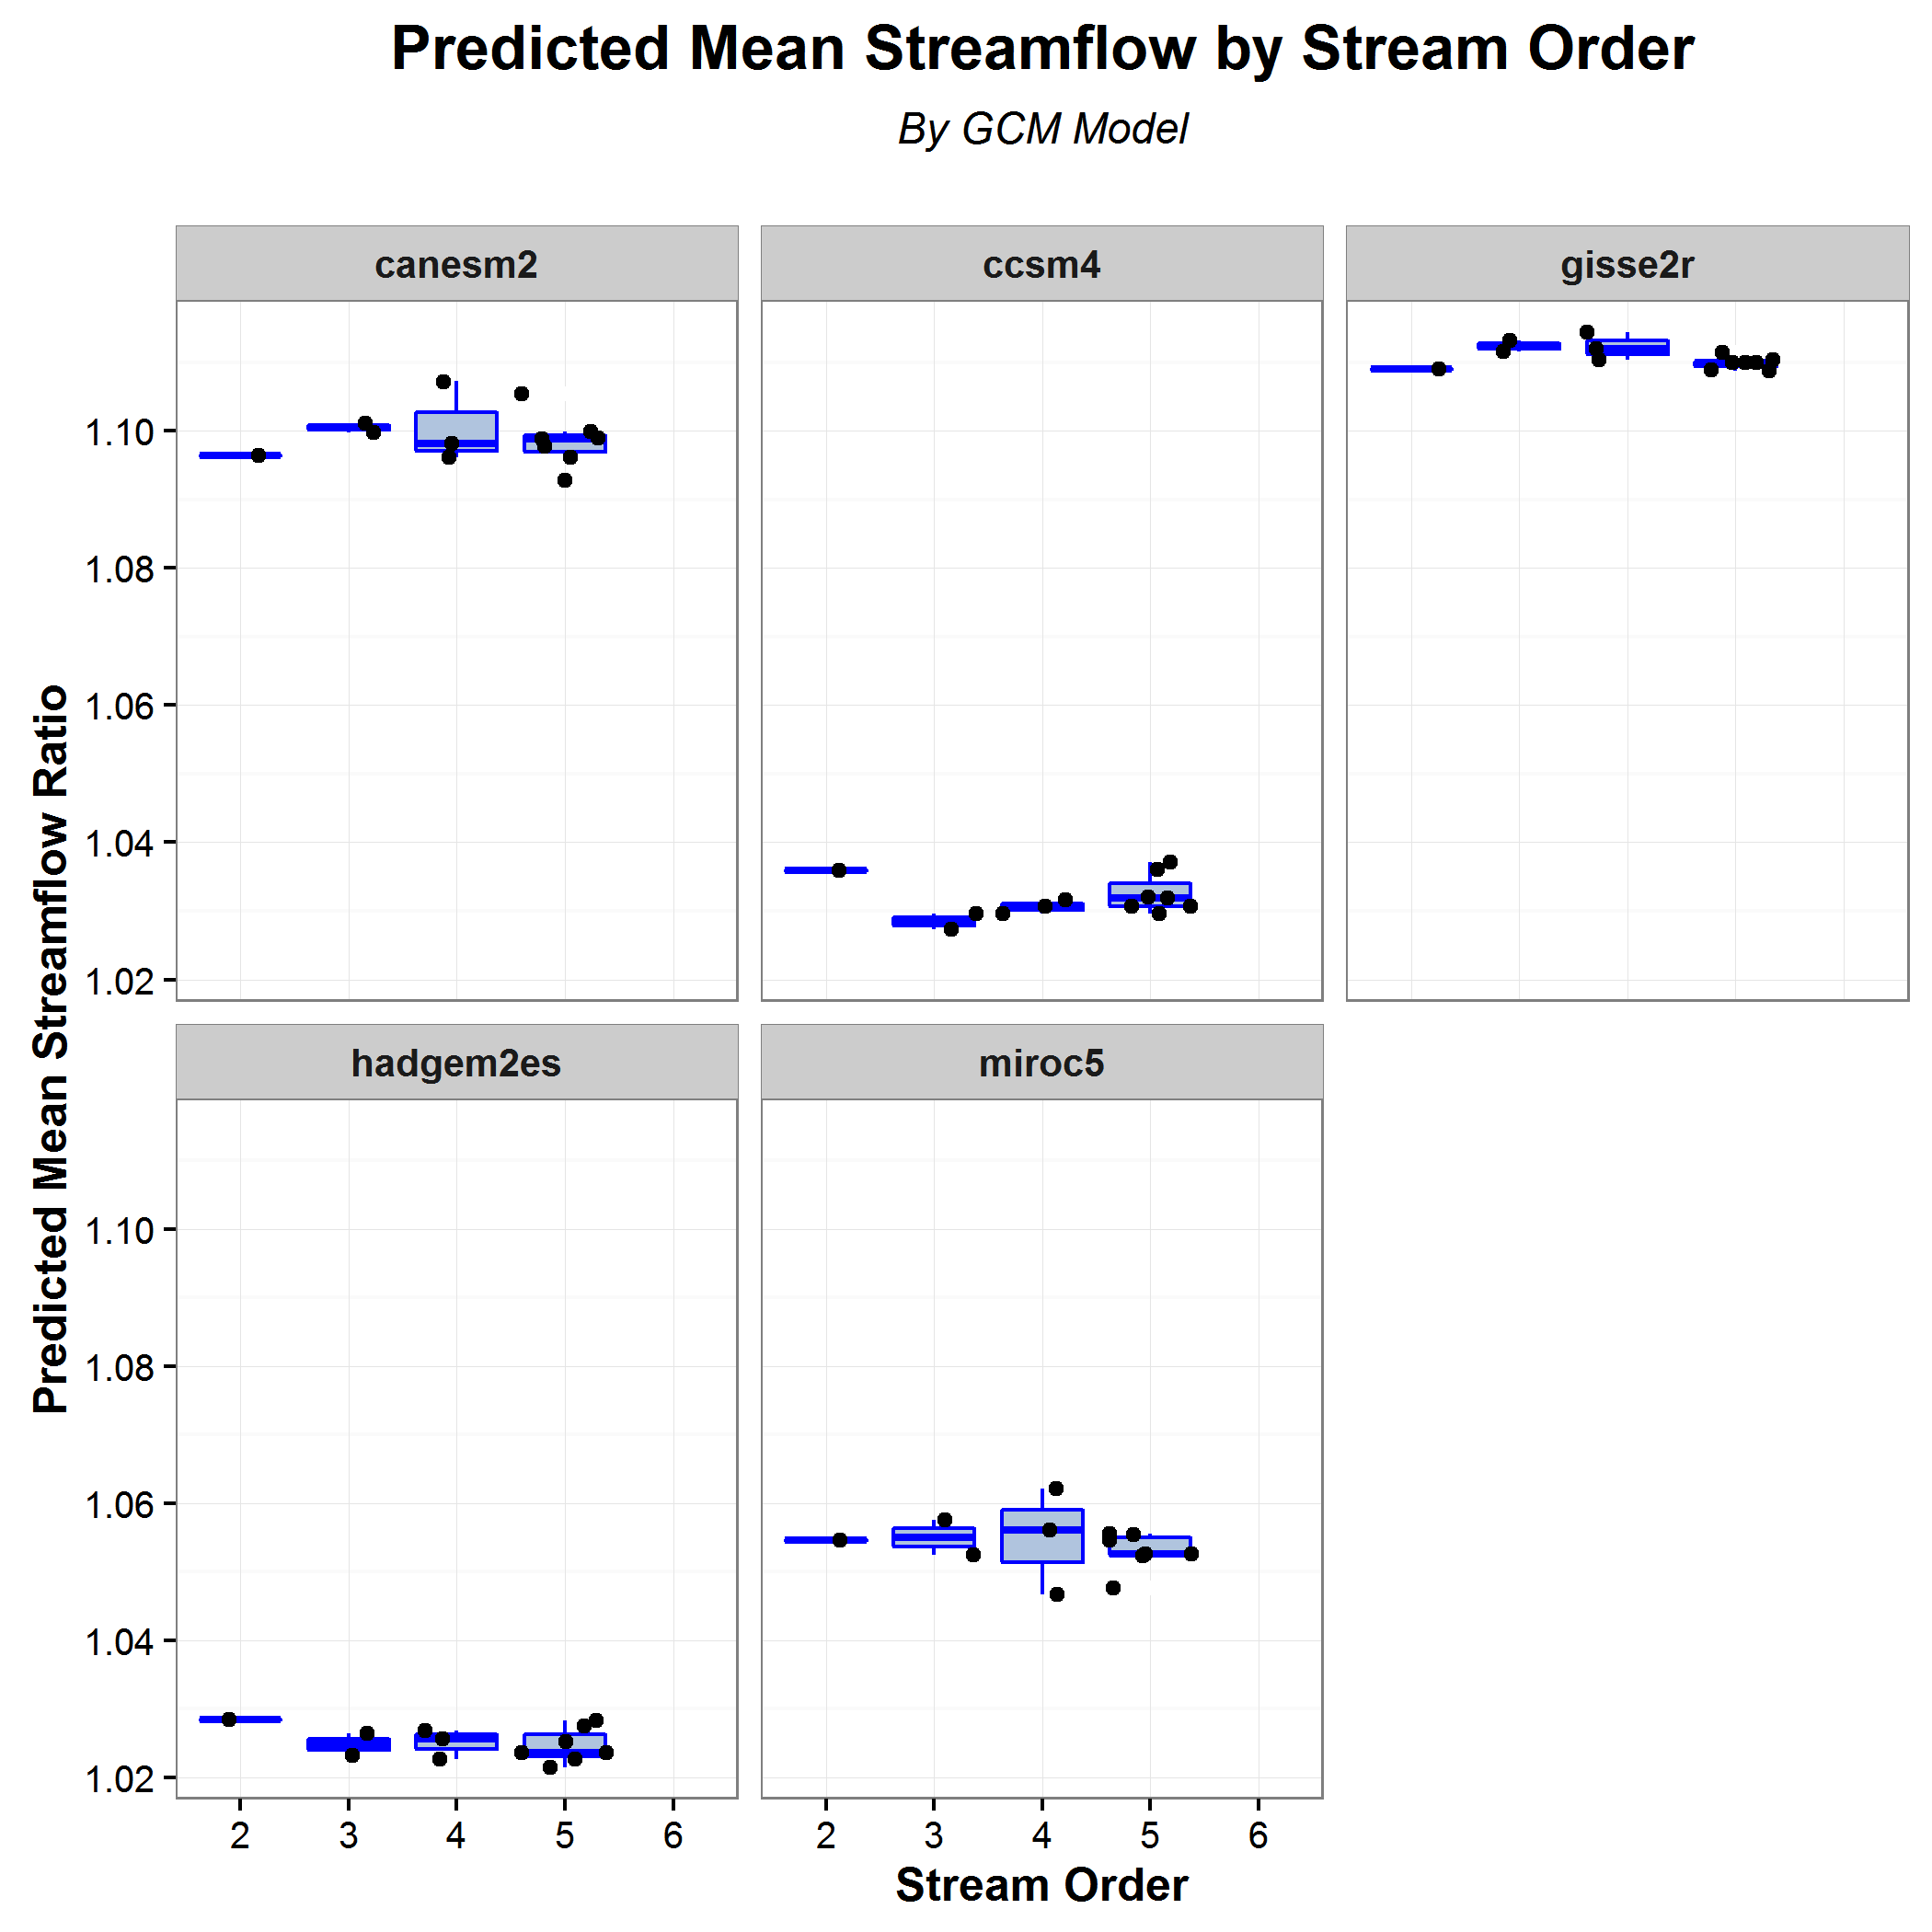 Predicted Mean Streamflow by Stream Order
By GCM Model
canesm2
ccsm4
gisse2r
1.10
1.08
1.06
1.04
1.02
Predicted Mean Streamflow Ratio
hadgem2es
miroc5
1.10
1.08
1.06
1.04
1.02
2 3 4 5 6
2 3 4 5 6
Stream Order